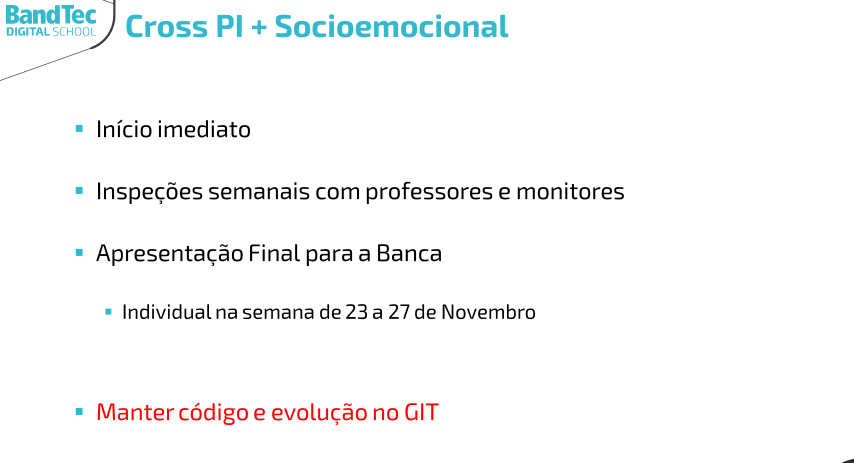 BandTec
DIGITAL SCHOOL
Cross PI + Socioemocional
Início imediato
Inspeções semanais com professores e monitores
Apresentação Final para a Banca
Individual na semana de 23 a 27 de Novembro
Manter código e evolução no GIT